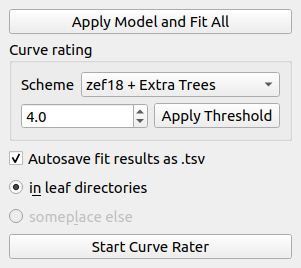 Apply Model and Fit All
Curve rating
Scheme zef18 + Extra Trees
4.0 Apply Threshold
Autosave fit results as .tsv
in leaf directories
someplace else
Start Curve Rater